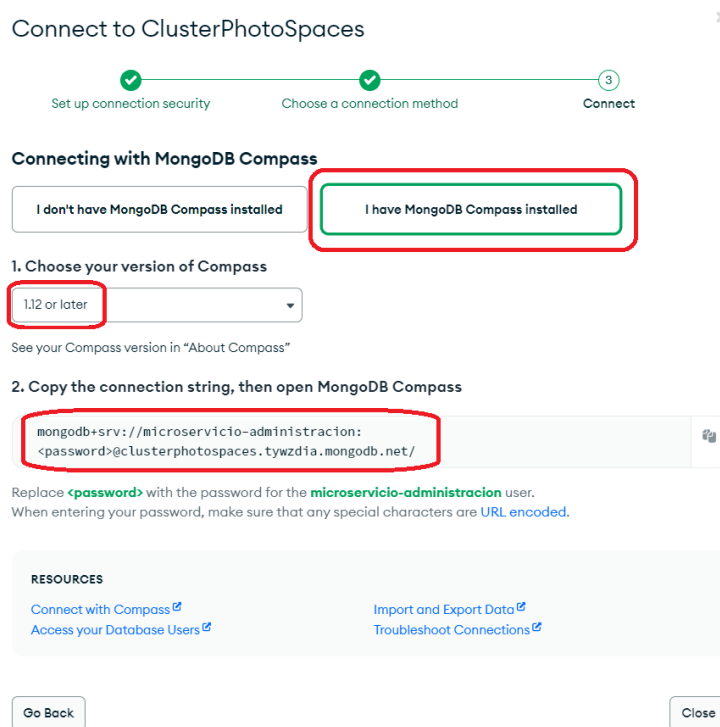 Connect to ClusterPhotoSpaces
3
Set up connection security
Choose a connection method
Connect
Connecting with MongoDB Compass
I don't have MongoDB Compass installed
I have MongoDB Compass installed
1. Choose your version of Compass
1.12 or later
See your Compass version in “About Compass”
2. Copy the connection string, then open MongoDB Compass
mongodb+srv://microservicio-administracion:
<password>@clusterphotospaces.tywzdia.mongodb.net/
Replace <password> with the password for the microservicio-administracion user.
When entering your password, make sure that any special characters are URL encoded.
RESOURCES
Connect with Compass
Import and Export Data
Access your Database Users
Troubleshoot Connections
Go Back
Close